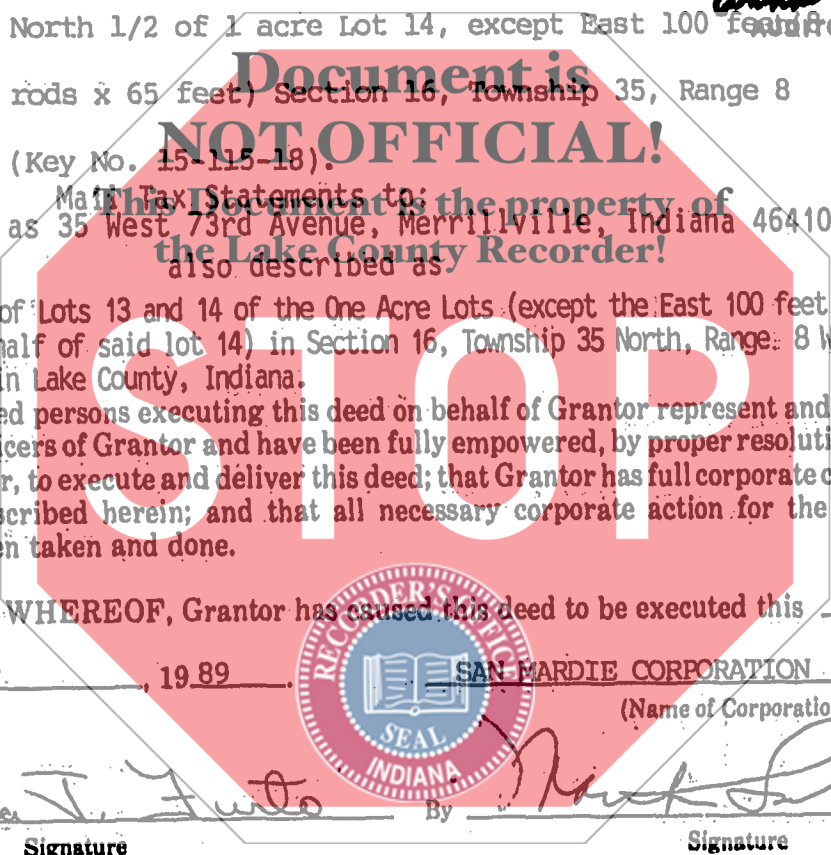 North 1/2 of 1 acre Lot 14, except East 100 feet (8
AUDITO
rods x 65 feet) Section 16, Township 35, Range 8
Document is
NOT OFFICIAL!
(Key No. 15-115-18).
Mail Tax Statements to:
This Document is the property of
as 35 West 73rd Avenue, Merrillville, Indiana 46410
the Lake County Recorder!
also described as
of Lots 13 and 14 of the One Acre Lots (except the East 100 feet
half of said lot 14) in Section 16, Township 35 North, Range 8 W
in Lake County, Indiana.
STOP
ed persons executing this deed on behalf of Grantor represent and
icers of Grantor and have been fully empowered, by proper resoluti
r, to execute and deliver this deed; that Grantor has full corporate c
scribed herein; and that all necessary corporate action for the
en taken and done.
WHEREOF, Grantor has caused this deed to be executed this
, 19 89 .
SAN MARDIE CORPORATION
(Name of Corporatio
RECORDER'S OFFICE
SEAL
INDIANA
By
Signature
Signature